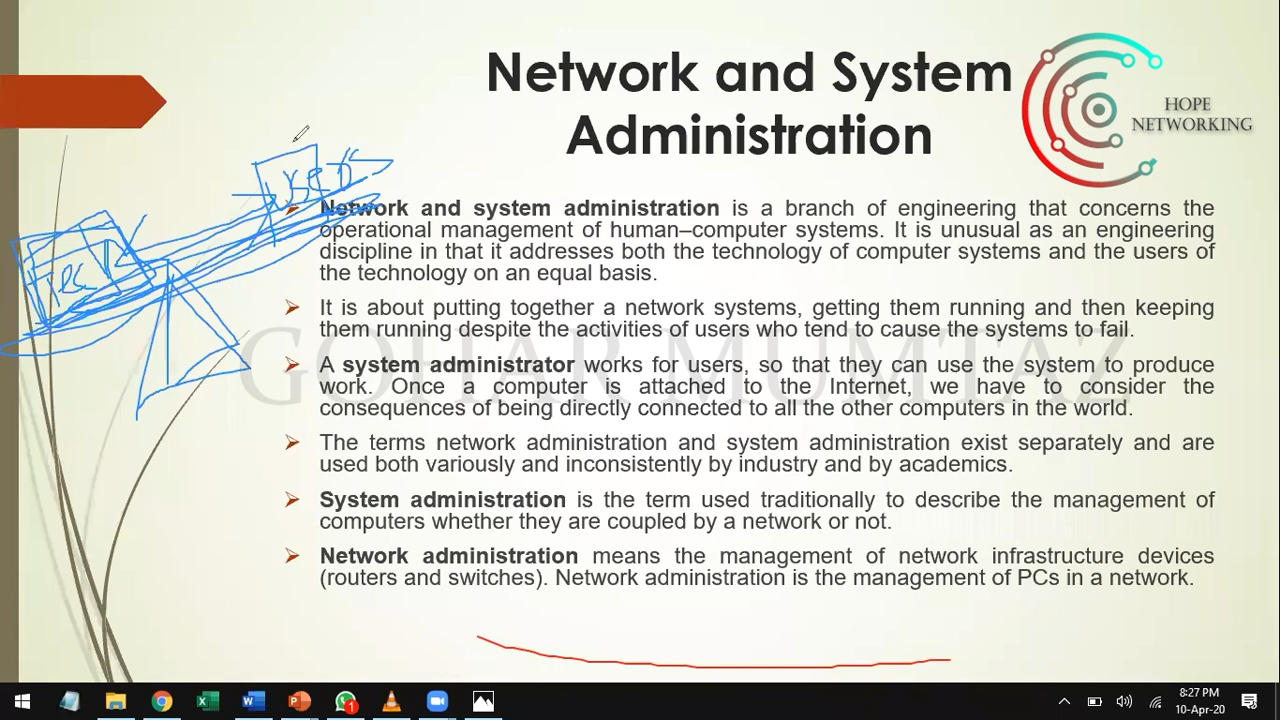 Network and System
Administration
HOPE
NETWORKING
Network and system administration is a branch of engineering that concerns the
operational management of human–computer systems. It is unusual as an engineering
discipline in that it addresses both the technology of computer systems and the users of
the technology on an equal basis.
It is about putting together a network systems, getting them running and then keeping
them running despite the activities of users who tend to cause the systems to fail.
A system administrator works for users, so that they can use the system to produce
work. Once a computer is attached to the Internet, we have to consider the
consequences of being directly connected to all the other computers in the world.
GOHAR MUMTAZ
The terms network administration and system administration exist separately and are
used both variously and inconsistently by industry and by academics.
System administration is the term used traditionally to describe the management of
computers whether they are coupled by a network or not.
Network administration means the management of network infrastructure devices
(routers and switches). Network administration is the management of PCs in a network.
8:27 PM
10-Apr-20